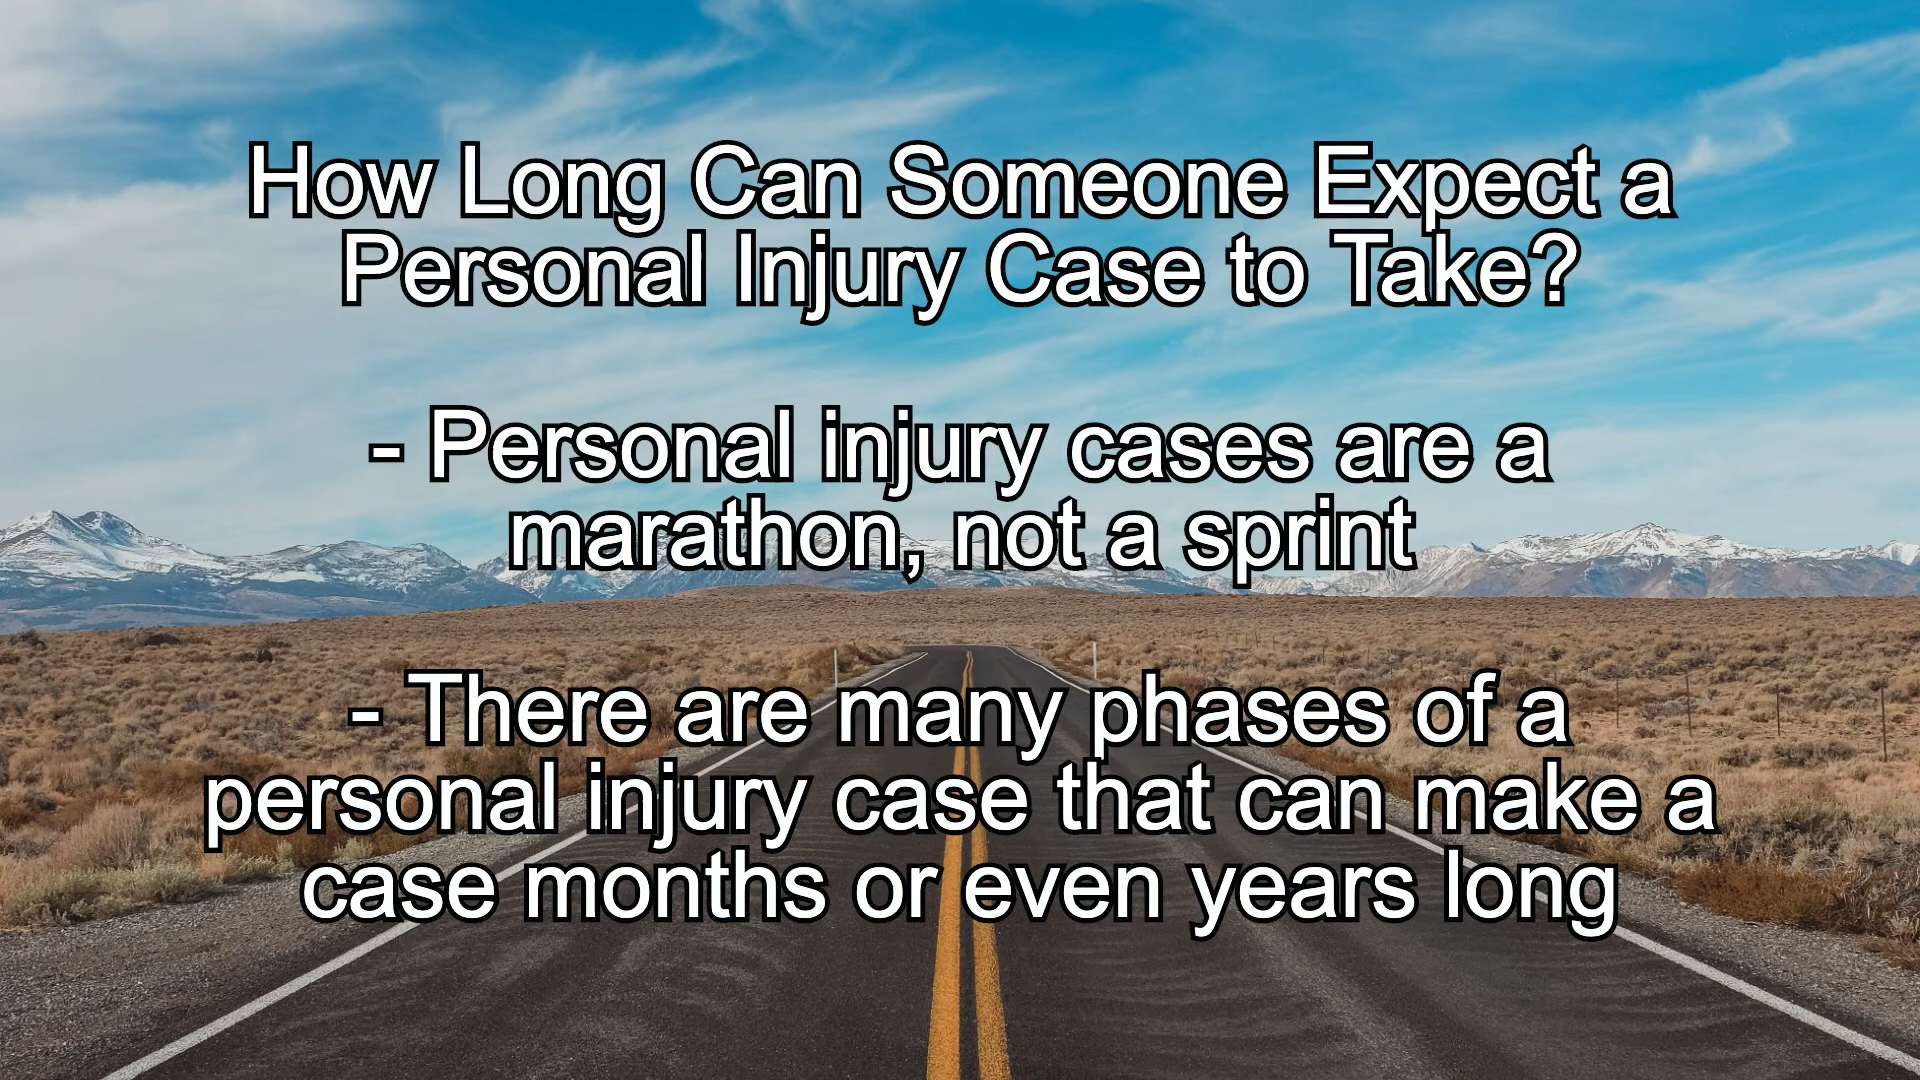 How Long Can Someone Expect a
Personal Injury Case to Take?
- Personal injury cases are a
marathon, not a sprint
- There are many phases of a
personal injury case that can make a
case months or even years long